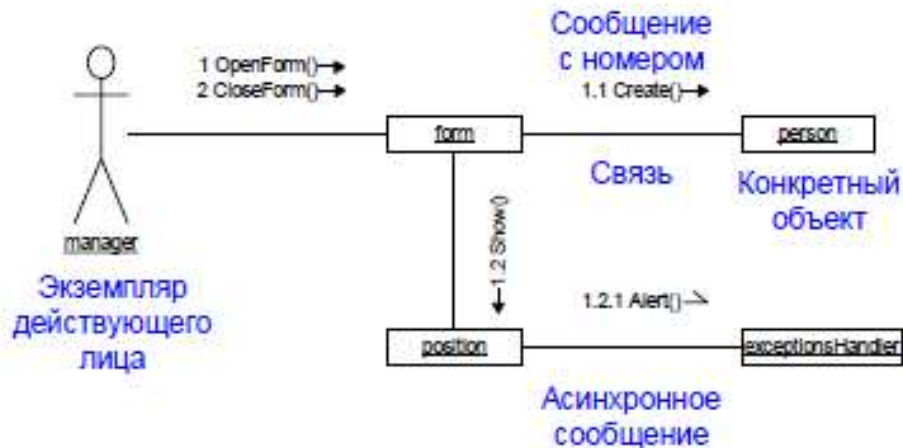 Сообщение
с номером
1 OpenForm()
2 CloseForm()
1.1 Create()
form
person
Связь
Конкретный
объект
manager
1.2 Show()
Экземпляр
действующего
лица
1.2.1 Alert()
position
exceptionsHandler
Асинхронное
сообщение